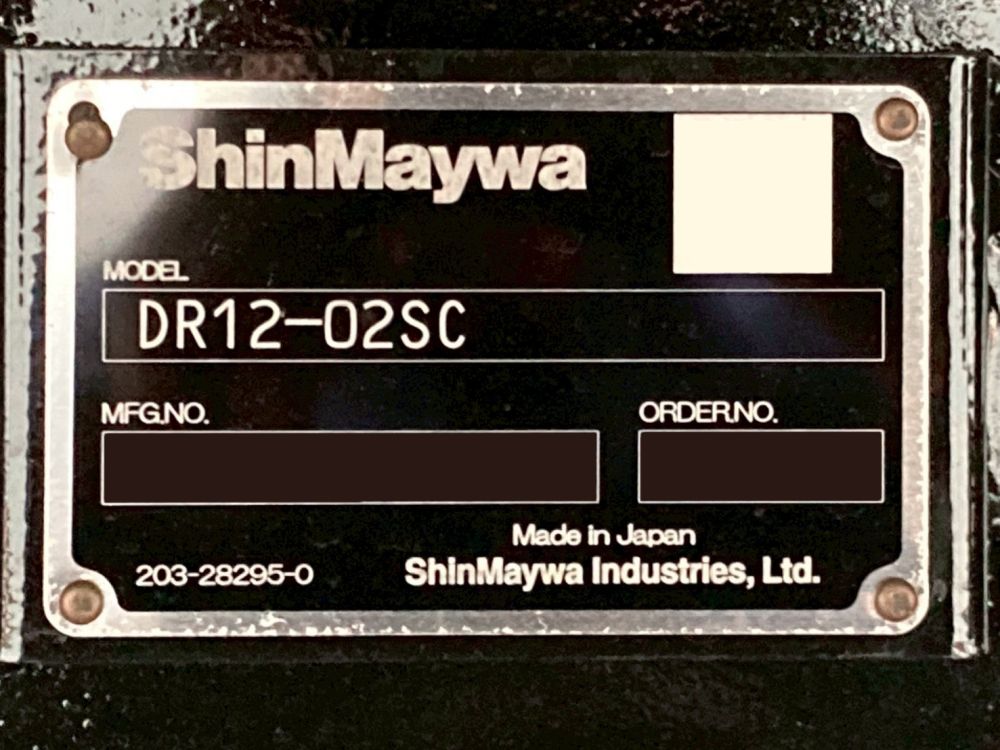 ShinMaywa
MODEL
DR12-02SC
MFG.NO.
ORDER.NO.
Made in Japan
203-28295-0
ShinMaywa Industries, Ltd.